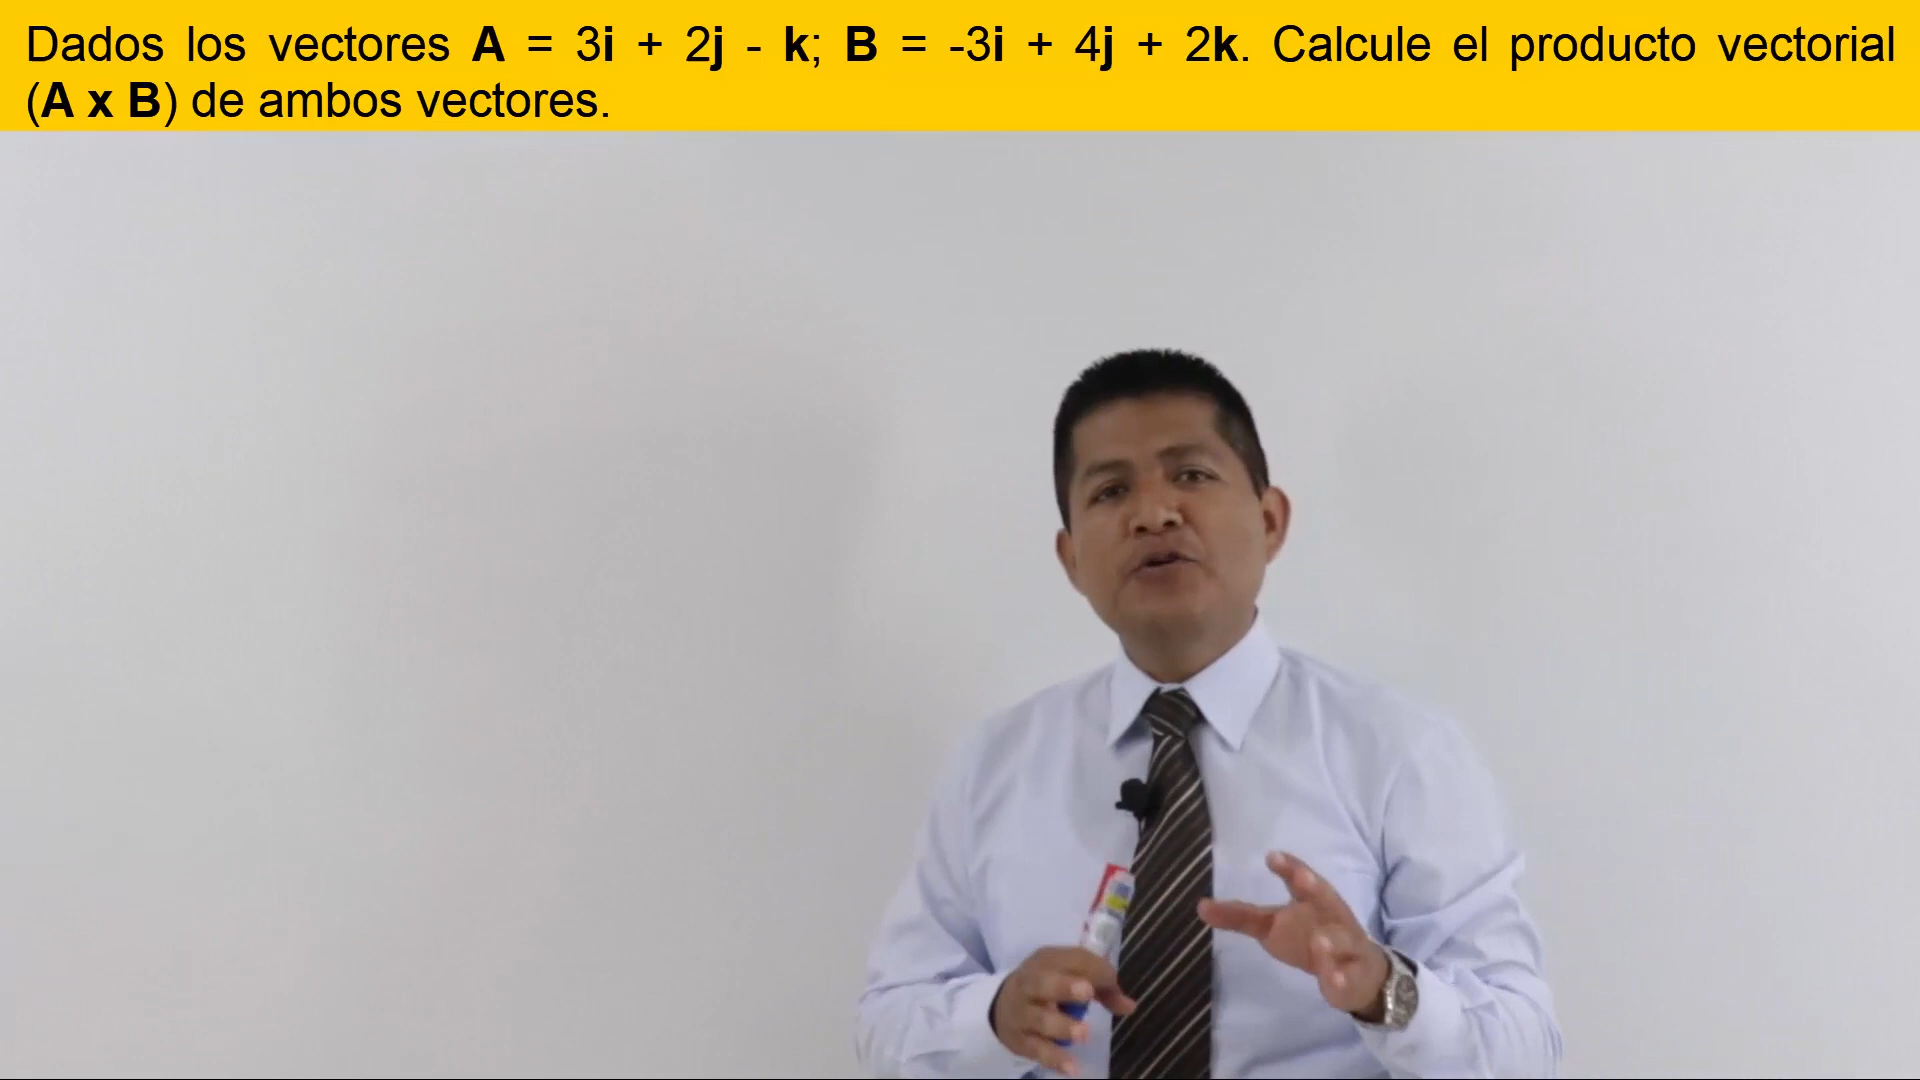 Dados los vectores A = 3i + 2j - k; B = -3i + 4j + 2k. Calcule el producto vectorial
(A x B) de ambos vectores.